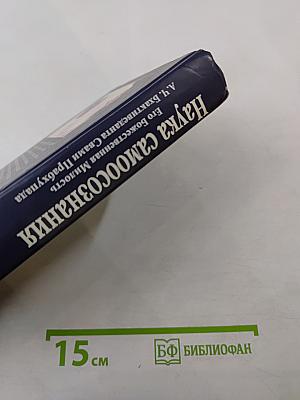 Наука самоосознания
Его Божественная Милость
А.Ч. Бхактиведанта Свами Прабхупада
15 см
БФ БИБЛИОФАН